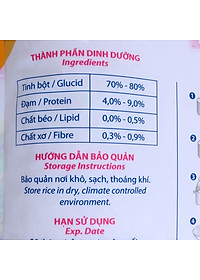 THÀNH PHẦN DINH DƯỠNG
Ingredients
Tinh bột / Glucid 70% - 80%
Đạm / Protein 4,0% - 9,0%
Chất béo / Lipid 0,0% - 0,5%
Chất xơ / Fibre 0,3% - 0,9%
HƯỚNG DẪN BẢO QUẢN
Storage Instructions
Bảo quản nơi khô, sạch, thoáng khí.
Store rice in dry, climate controlled
environment.
HẠN SỬ DỤNG
Exp. Date